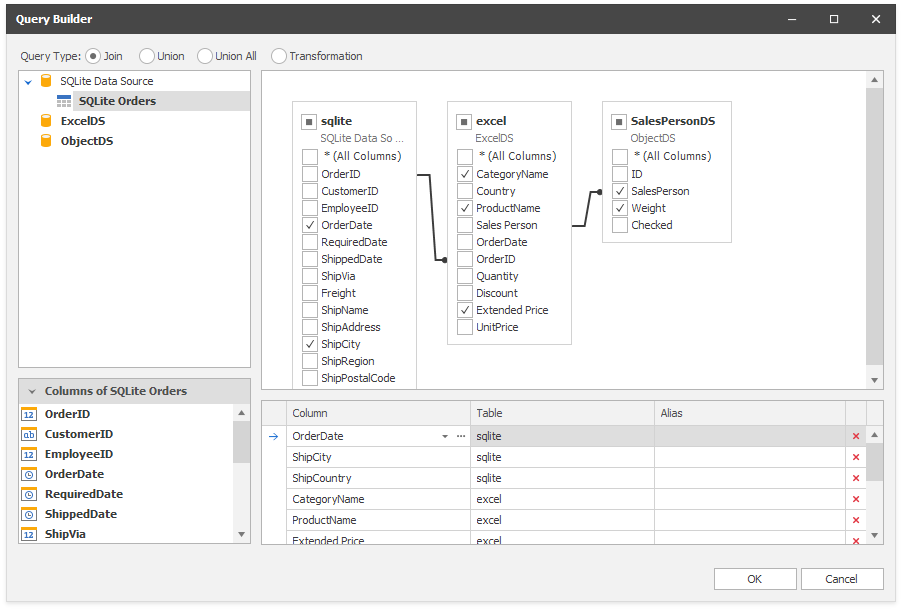 Query Builder
Query Type: Join Union Union All Transformation
SQLite Data Source
SQLite Orders
ExcelDS
ObjectDS
Columns of SQLite Orders
12 OrderID
ab CustomerID
12 EmployeeID
OrderDate
RequiredDate
ShippedDate
12 ShipVia
sqlite
SQLite Data So ...
* (All Columns)
OrderID
CustomerID
EmployeeID
OrderDate
RequiredDate
ShippedDate
ShipVia
Freight
ShipName
ShipAddress
ShipCity
ShipRegion
ShipPostalCode
excel
ExcelDS
* (All Columns)
CategoryName
Country
ProductName
Sales Person
OrderDate
OrderID
Quantity
Discount
Extended Price
UnitPrice
SalesPersonDS
ObjectDS
* (All Columns)
ID
SalesPerson
Weight
Checked
Column Table Alias
OrderDate ... sqlite
ShipCity sqlite
ShipCountry sqlite
CategoryName excel
ProductName excel
Extended Price excel
OK Cancel